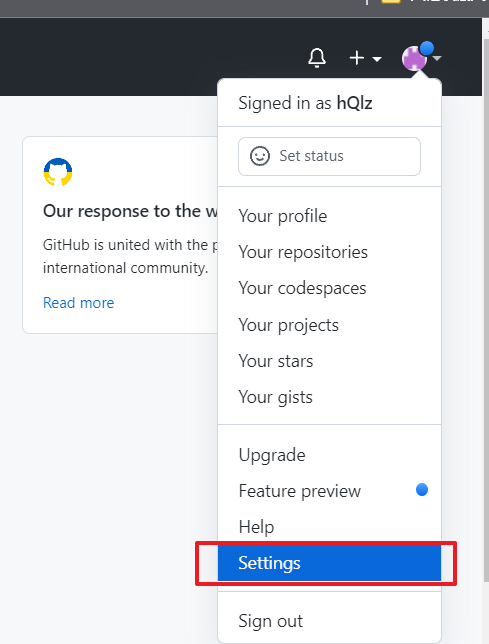 Signed in as hQlz
Set status
Our response to the w
GitHub is united with the p
international community.
Read more
Your profile
Your repositories
Your codespaces
Your projects
Your stars
Your gists
Upgrade
Feature preview
Help
Settings
Sign out